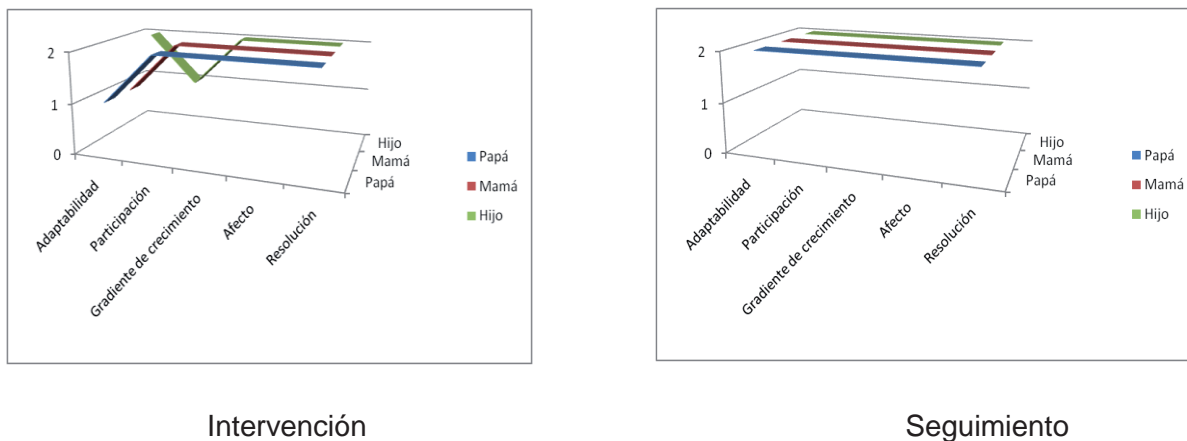 2
1
0
Hijo
Mamá
Papá
Adaptabilidad
Participación
Gradiente de crecimiento
Afecto
Resolución
Papá
Mamá
Hijo
Intervención
2
1
0
Hijo
Mamá
Papá
Adaptabilidad
Participación
Gradiente de crecimiento
Afecto
Resolución
Papá
Mamá
Hijo
Seguimiento